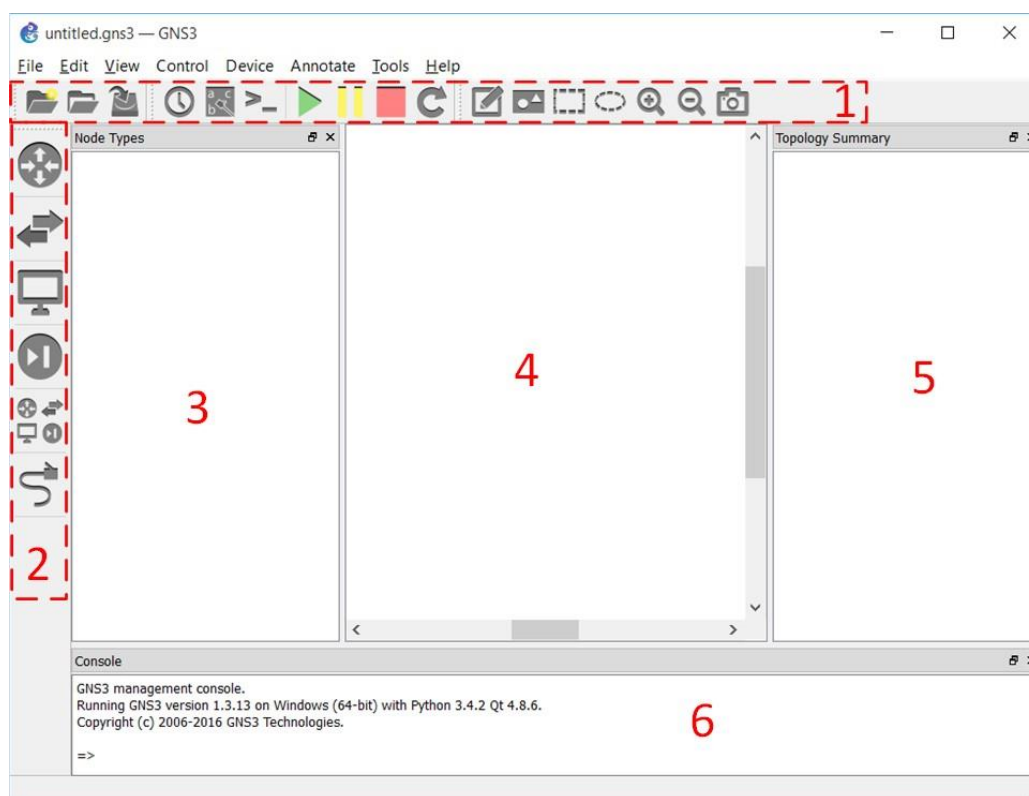 untitled.gns3 — GNS3
File Edit View Control Device Annotate Tools Help
1
Node Types
Topology Summary
2
3
4
5
Console
GNS3 management console.
Running GNS3 version 1.3.13 on Windows (64-bit) with Python 3.4.2 Qt 4.8.6.
Copyright (c) 2006-2016 GNS3 Technologies.
=>
6